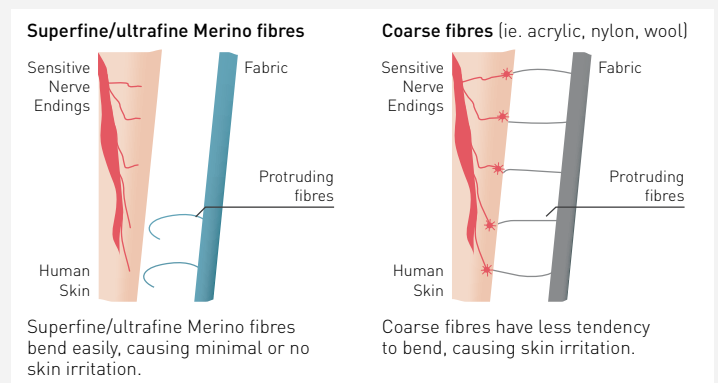 Superfine/ultrafine Merino fibres
Sensitive
Nerve
Endings
Fabric
Protruding
fibres
Human
Skin
Superfine/ultrafine Merino fibres
bend easily, causing minimal or no
skin irritation.
Coarse fibres (ie. acrylic, nylon, wool)
Sensitive
Nerve
Endings
Fabric
Protruding
fibres
Human
Skin
Coarse fibres have less tendency
to bend, causing skin irritation.